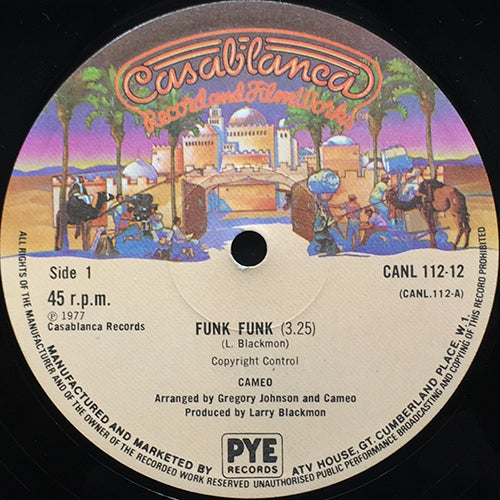 Casablanca
Record and FilmWorks
Side 1
CANL 112-12
45 r.p.m.
(CANL.112-A)
℗ 1977
Casablanca Records
FUNK FUNK (3.25)
(L. Blackmon)
Copyright Control
CAMEO
Arranged by Gregory Johnson and Cameo
Produced by Larry Blackmon
PYE
RECORDS
MANUFACTURED AND MARKETED BY
ATV HOUSE, GT. CUMBERLAND PLACE, W.1.
ALL RIGHTS OF THE MANUFACTURER AND OF THE OWNER OF THE RECORDED WORK RESERVED UNAUTHORISED PUBLIC PERFORMANCE BROADCASTING AND COPYING OF THIS RECORD PROHIBITED